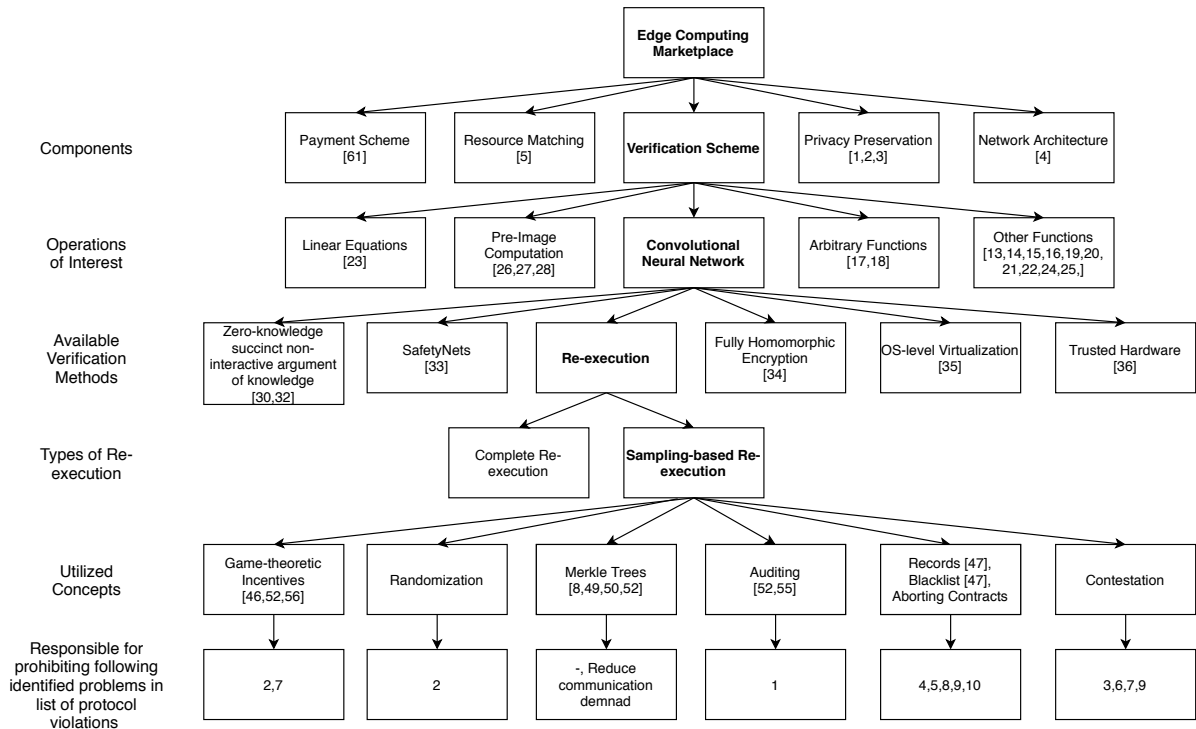 Edge Computing
Marketplace
Components
Payment Scheme
[61]
Resource Matching
[5]
Verification Scheme
Privacy Preservation
[1,2,3]
Network Architecture
[4]
Operations
of Interest
Linear Equations
[23]
Pre-Image
Computation
[26,27,28]
Convolutional
Neural Network
Arbitrary Functions
[17,18]
Other Functions
[13,14,15,16,19,20,
21,22,24,25,]
Available
Verification
Methods
Zero-knowledge
succinct non-
interactive argument
of knowledge
[30,32]
SafetyNets
[33]
Re-execution
Fully Homomorphic
Encryption
[34]
OS-level Virtualization
[35]
Trusted Hardware
[36]
Types of Re-
execution
Complete Re-
execution
Sampling-based Re-
execution
Utilized
Concepts
Game-theoretic
Incentives
[46,52,56]
Randomization
Merkle Trees
[8,49,50,52]
Auditing
[52,55]
Records [47],
Blacklist [47],
Aborting Contracts
Contestation
Responsible for
prohibiting following
identified problems in
list of protocol
violations
2,7
2
-, Reduce
communication
demnad
1
4,5,8,9,10
3,6,7,9